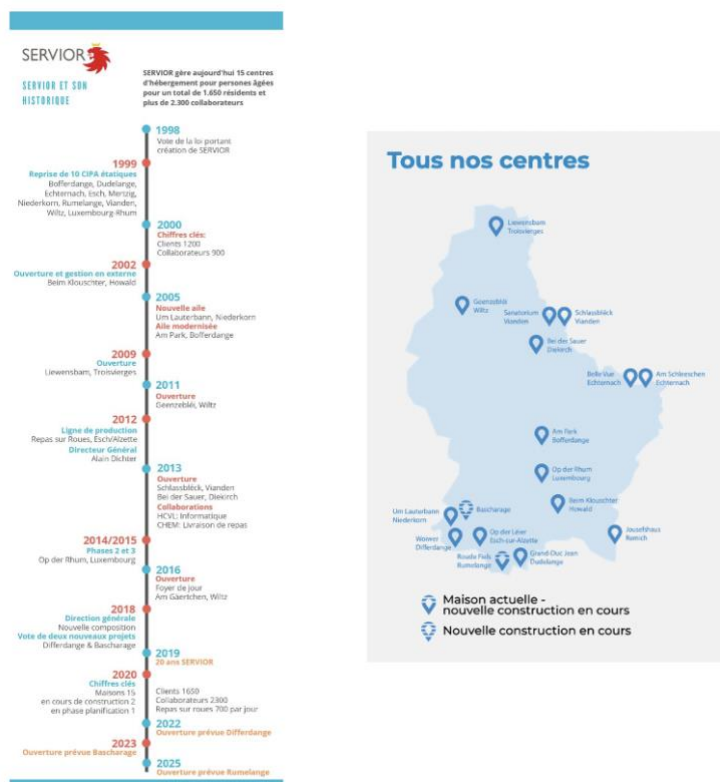 SERVIOR
SERVIOR ET SON
HISTORIQUE
SERVIOR gère aujourd'hui 15 centres
d'hébergement pour personnes âgées
pour un total de 1.650 résidents et
plus de 2.300 collaborateurs
1998
Vote de la loi portant
création de SERVIOR
1999
Reprise de 10 CIPA étatiques
Bofferdange, Dudelange,
Echternach, Esch, Mertzig,
Niederkorn, Rumelange, Vianden,
Wiltz, Luxembourg-Rhum
2000
Chiffres clés:
Clients 1200
Collaborateurs 900
2002
Ouverture et gestion en externe
Beim Klouschter, Howald
2005
Nouvelle aile
Um Lauterbann, Niederkorn
Aile modernisée
Am Park, Bofferdange
2009
Ouverture
Liewensbam, Troisvierges
2011
Ouverture
Geenzebléi, Wiltz
2012
Ligne de production
Repas sur Roues, Esch/Alzette
Directeur Général
Alain Dichter
2013
Ouverture
Schlassbléck, Vianden
Bei der Sauer, Diekirch
Collaborations
HCVL: Informatique
CHEM: Livraison de repas
2014/2015
Phases 2 et 3
Op der Rhum, Luxembourg
2016
Ouverture
Foyer de jour
Am Gäertchen, Wiltz
2018
Direction générale
Nouvelle composition
Vote de deux nouveaux projets
Differdange & Bascharage
2019
20 ans SERVIOR
2020
Chiffres clés
Maisons 15
en cours de construction 2
en phase planification 1
Clients 1650
Collaborateurs 2300
Repas sur roues 700 par jour
2022
Ouverture prévue Differdange
2023
Ouverture prévue Bascharage
2025
Ouverture prévue Rumelange
Tous nos centres
Liewensbam
Troisvierges
Geenzebléi
Wiltz
Sanatorium
Vianden
Schlassbléck
Vianden
Bei der Sauer
Diekirch
Belle Vue
Echternach
Am Schleeschen
Echternach
Am Park
Bofferdange
Op der Rhum
Luxembourg
Beim Klouschter
Howald
Um Lauterbann
Niederkorn
Bascharage
Woiwer
Differdange
Op der Léier
Esch-sur-Alzette
Roude Fiels
Rumelange
Grand-Duc Jean
Dudelange
Jousefshaus
Remich
Maison actuelle -
nouvelle construction en cours
Nouvelle construction en cours